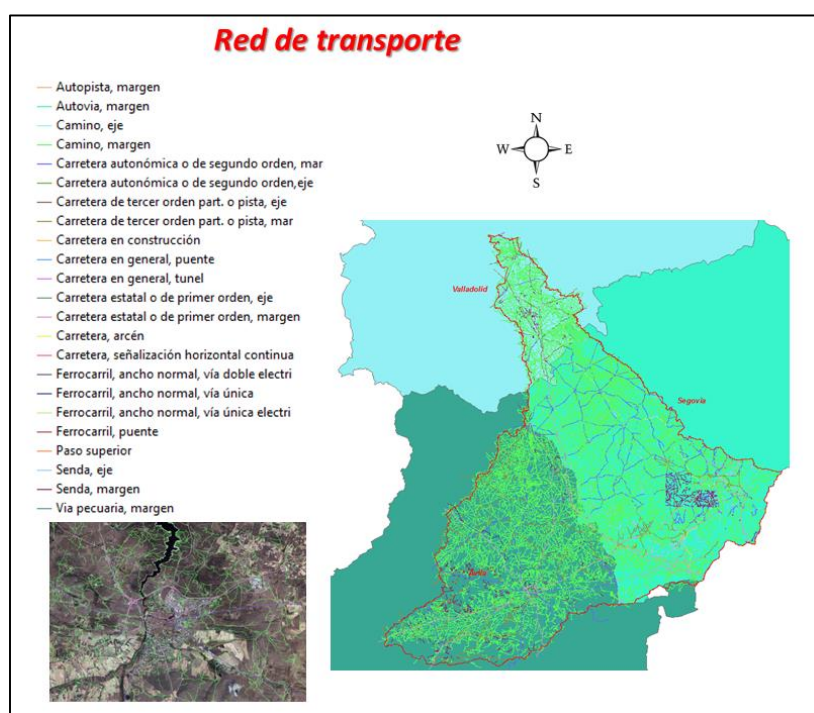 Red de transporte
Autopista, margen
Autovia, margen
Camino, eje
Camino, margen
Carretera autonómica o de segundo orden, mar
Carretera autonómica o de segundo orden,eje
Carretera de tercer orden part. o pista, eje
Carretera de tercer orden part. o pista, mar
Carretera en construcción
Carretera en general, puente
Carretera en general, tunel
Carretera estatal o de primer orden, eje
Carretera estatal o de primer orden, margen
Carretera, arcén
Carretera, señalización horizontal continua
Ferrocarril, ancho normal, vía doble electri
Ferrocarril, ancho normal, vía única
Ferrocarril, ancho normal, vía única electri
Ferrocarril, puente
Paso superior
Senda, eje
Senda, margen
Via pecuaria, margen
N
W E
S
Valladolid
Segovia
Ávila